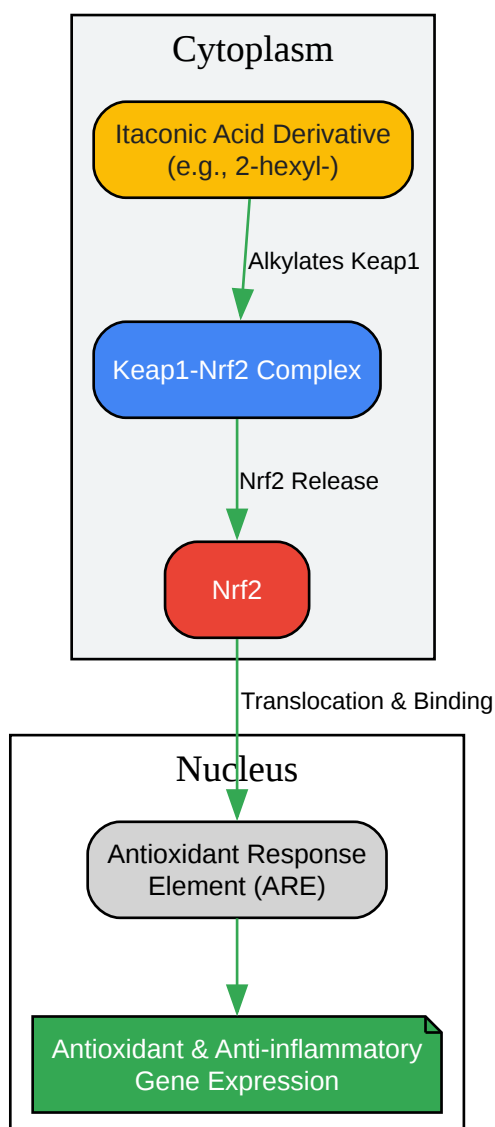 Cytoplasm
Itaconic Acid Derivative
(e.g., 2-hexyl-)
Alkylates Keap1
Keap1-Nrf2 Complex
Nrf2 Release
Nrf2
Translocation & Binding
Nucleus
Antioxidant Response
Element (ARE)
Antioxidant & Anti-inflammatory
Gene Expression